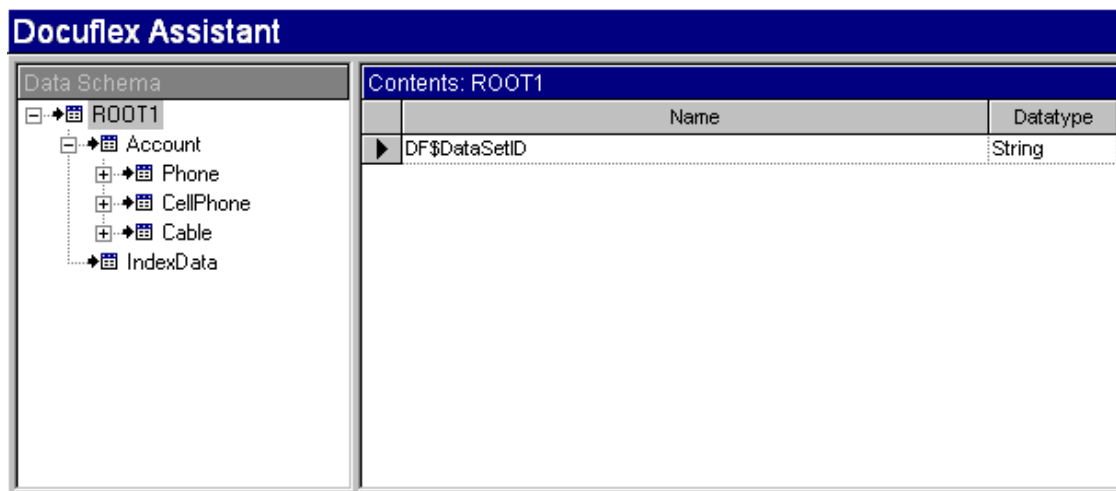 Docuflex Assistant
Data Schema
ROOT1
Account
Phone
CellPhone
Cable
IndexData
Contents: ROOT1
Name Datatype
DF$DataSetID String